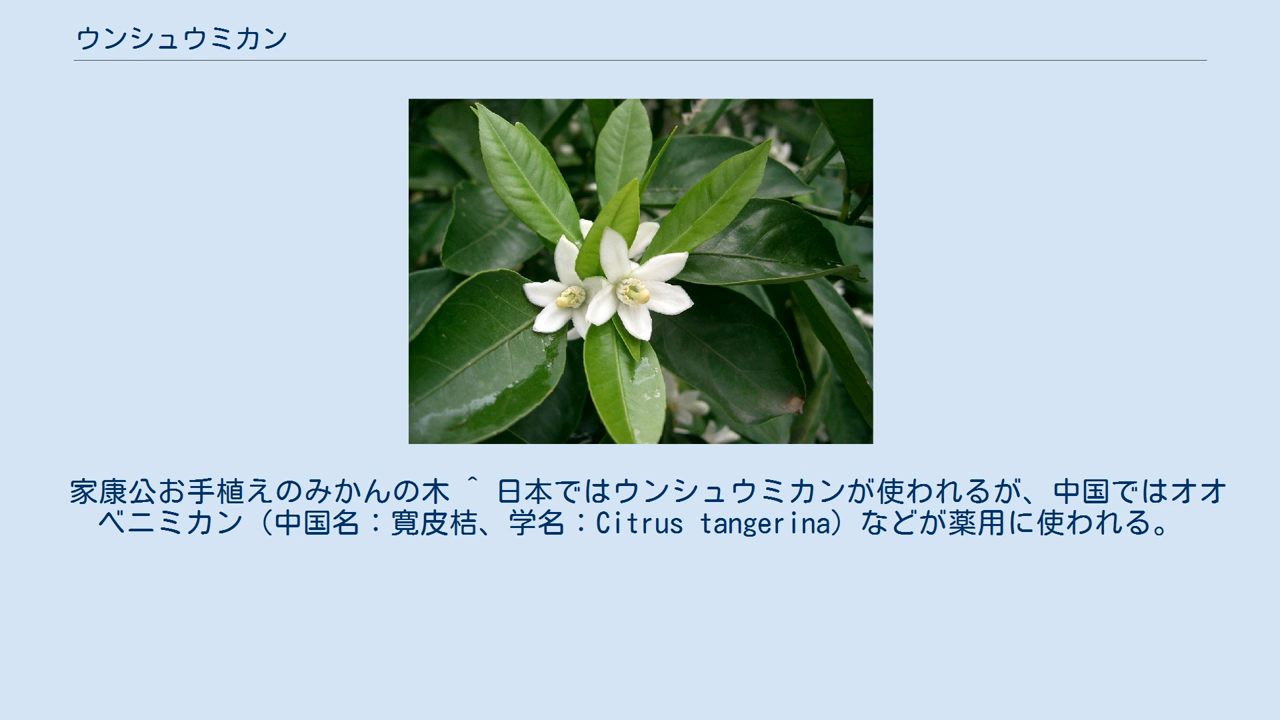 ウンシュウミカン
家康公お手植えのみかんの木 ^ 日本ではウンシュウミカンが使われるが、中国ではオオ
ベニミカン（中国名：寛皮桔、学名：Citrus tangerina）などが薬用に使われる。